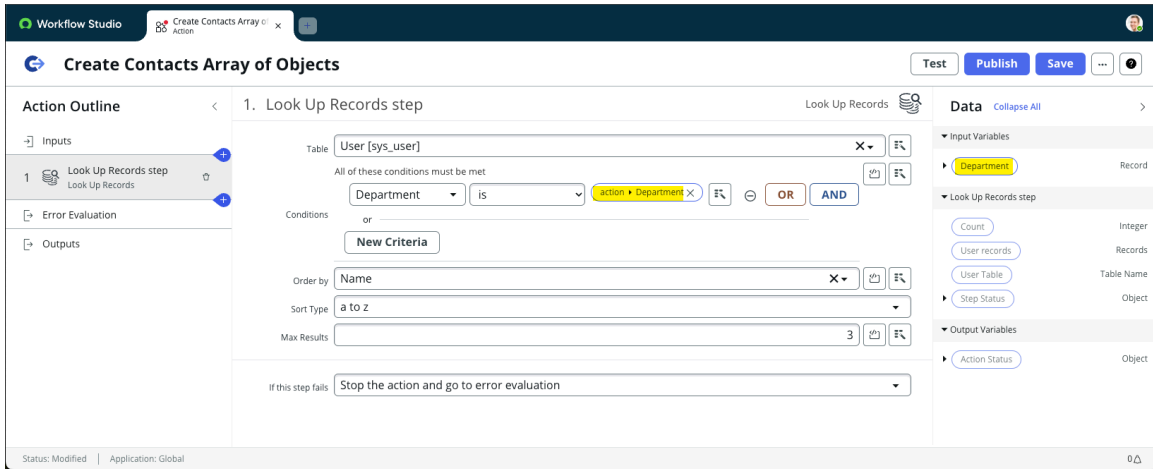 Workflow Studio
Create Contacts Array of
Action
Create Contacts Array of Objects
Test
Publish
Save
Action Outline
Inputs
1
Look Up Records step
Look Up Records
Error Evaluation
Outputs
1. Look Up Records step
Look Up Records
Table
User [sys_user]
All of these conditions must be met
Conditions
Department
is
action ▸ Department
OR
AND
or
New Criteria
Order by
Name
Sort Type
a to z
Max Results
3
If this step fails
Stop the action and go to error evaluation
Data
Collapse All
Input Variables
Department
Record
Look Up Records step
Count
Integer
User records
Records
User Table
Table Name
Step Status
Object
Output Variables
Action Status
Object
Status: Modified | Application: Global
0